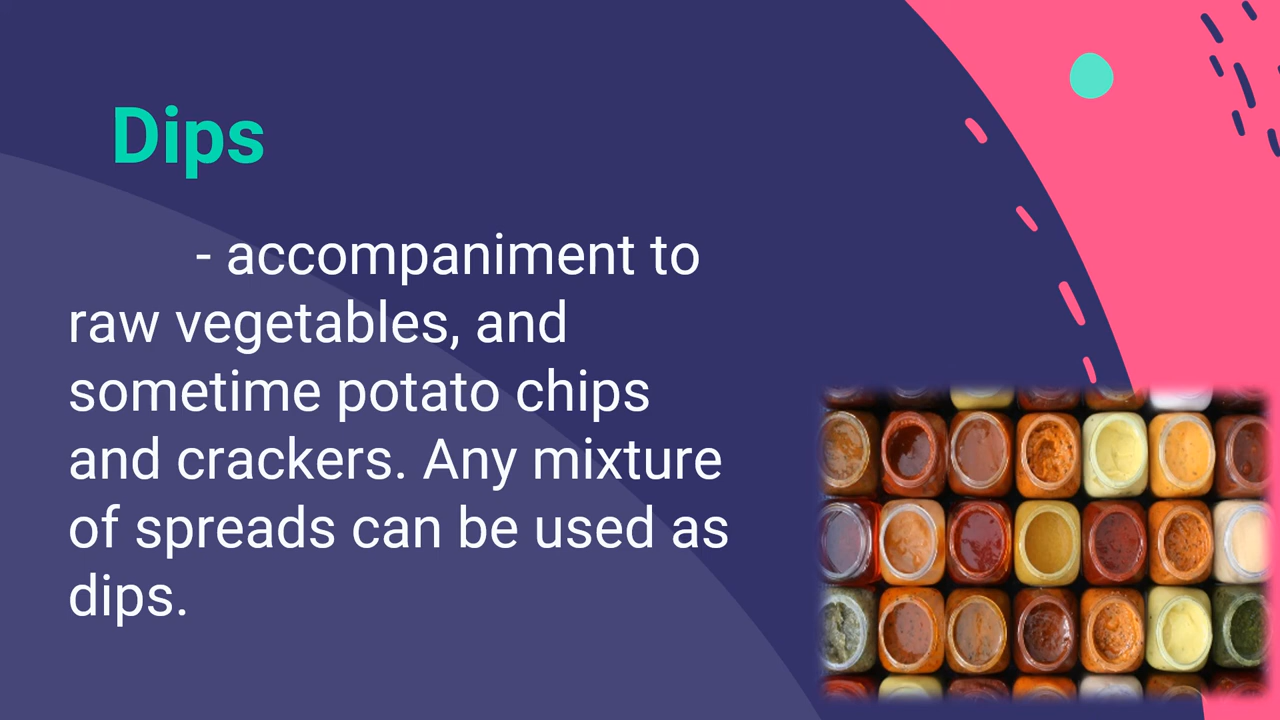 Dips
- accompaniment to
raw vegetables, and
sometime potato chips
and crackers. Any mixture
of spreads can be used as
dips.